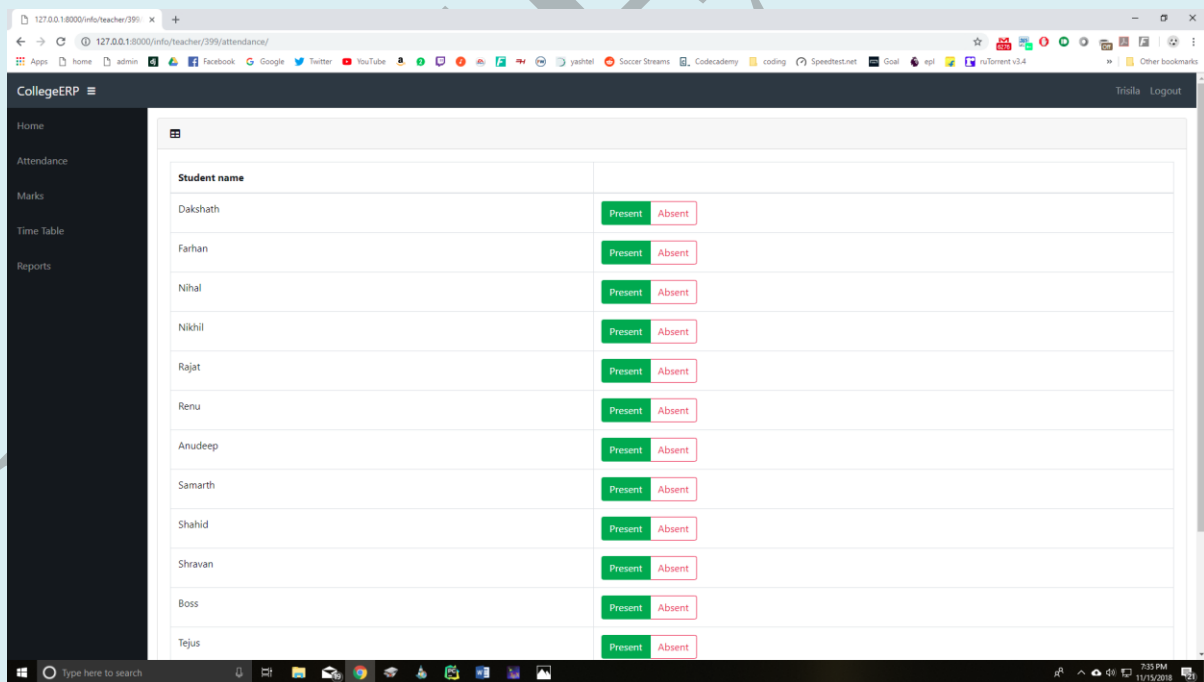 127.0.0.1:8000/info/teacher/399
127.0.0.1:8000/info/teacher/399/attendance/
Apps home admin Facebook Google Twitter YouTube yashtel Soccer Streams Codecademy coding Speedtest.net Goal epl ruTorrent v3.4 » Other bookmarks
CollegeERP Trisila Logout
Home
Attendance
Marks
Time Table
Reports
Student name
Dakshath Present Absent
Farhan Present Absent
Nihal Present Absent
Nikhil Present Absent
Rajat Present Absent
Renu Present Absent
Anudeep Present Absent
Samarth Present Absent
Shahid Present Absent
Shravan Present Absent
Boss Present Absent
Tejus Present Absent
Type here to search
7:35 PM
11/15/2018